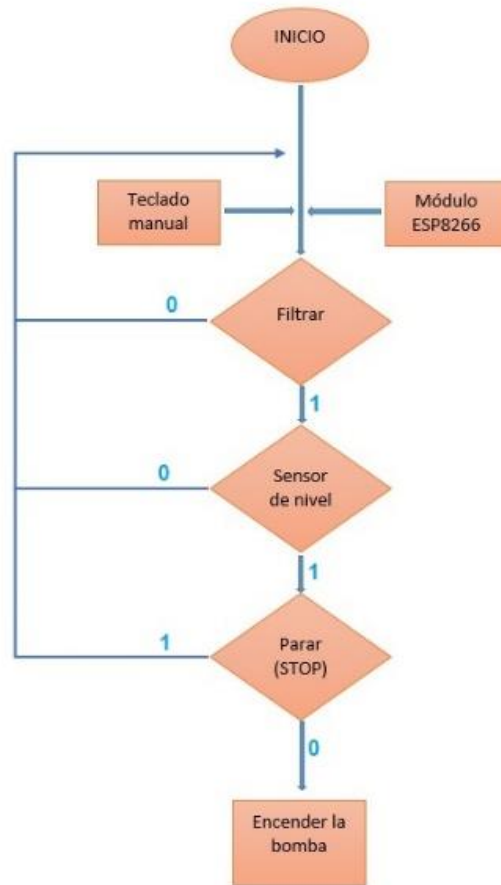 INICIO
Teclado
manual
Módulo
ESP8266
0
Filtrar
1
0
Sensor
de nivel
1
1
Parar
(STOP)
0
Encender la
bomba